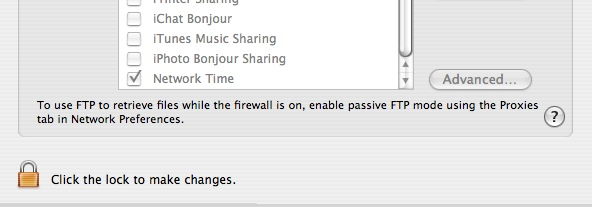 Printer Sharing
iChat Bonjour
iTunes Music Sharing
iPhoto Bonjour Sharing
Network Time
Advanced...
To use FTP to retrieve files while the firewall is on, enable passive FTP mode using the Proxies
tab in Network Preferences.
?
Click the lock to make changes.